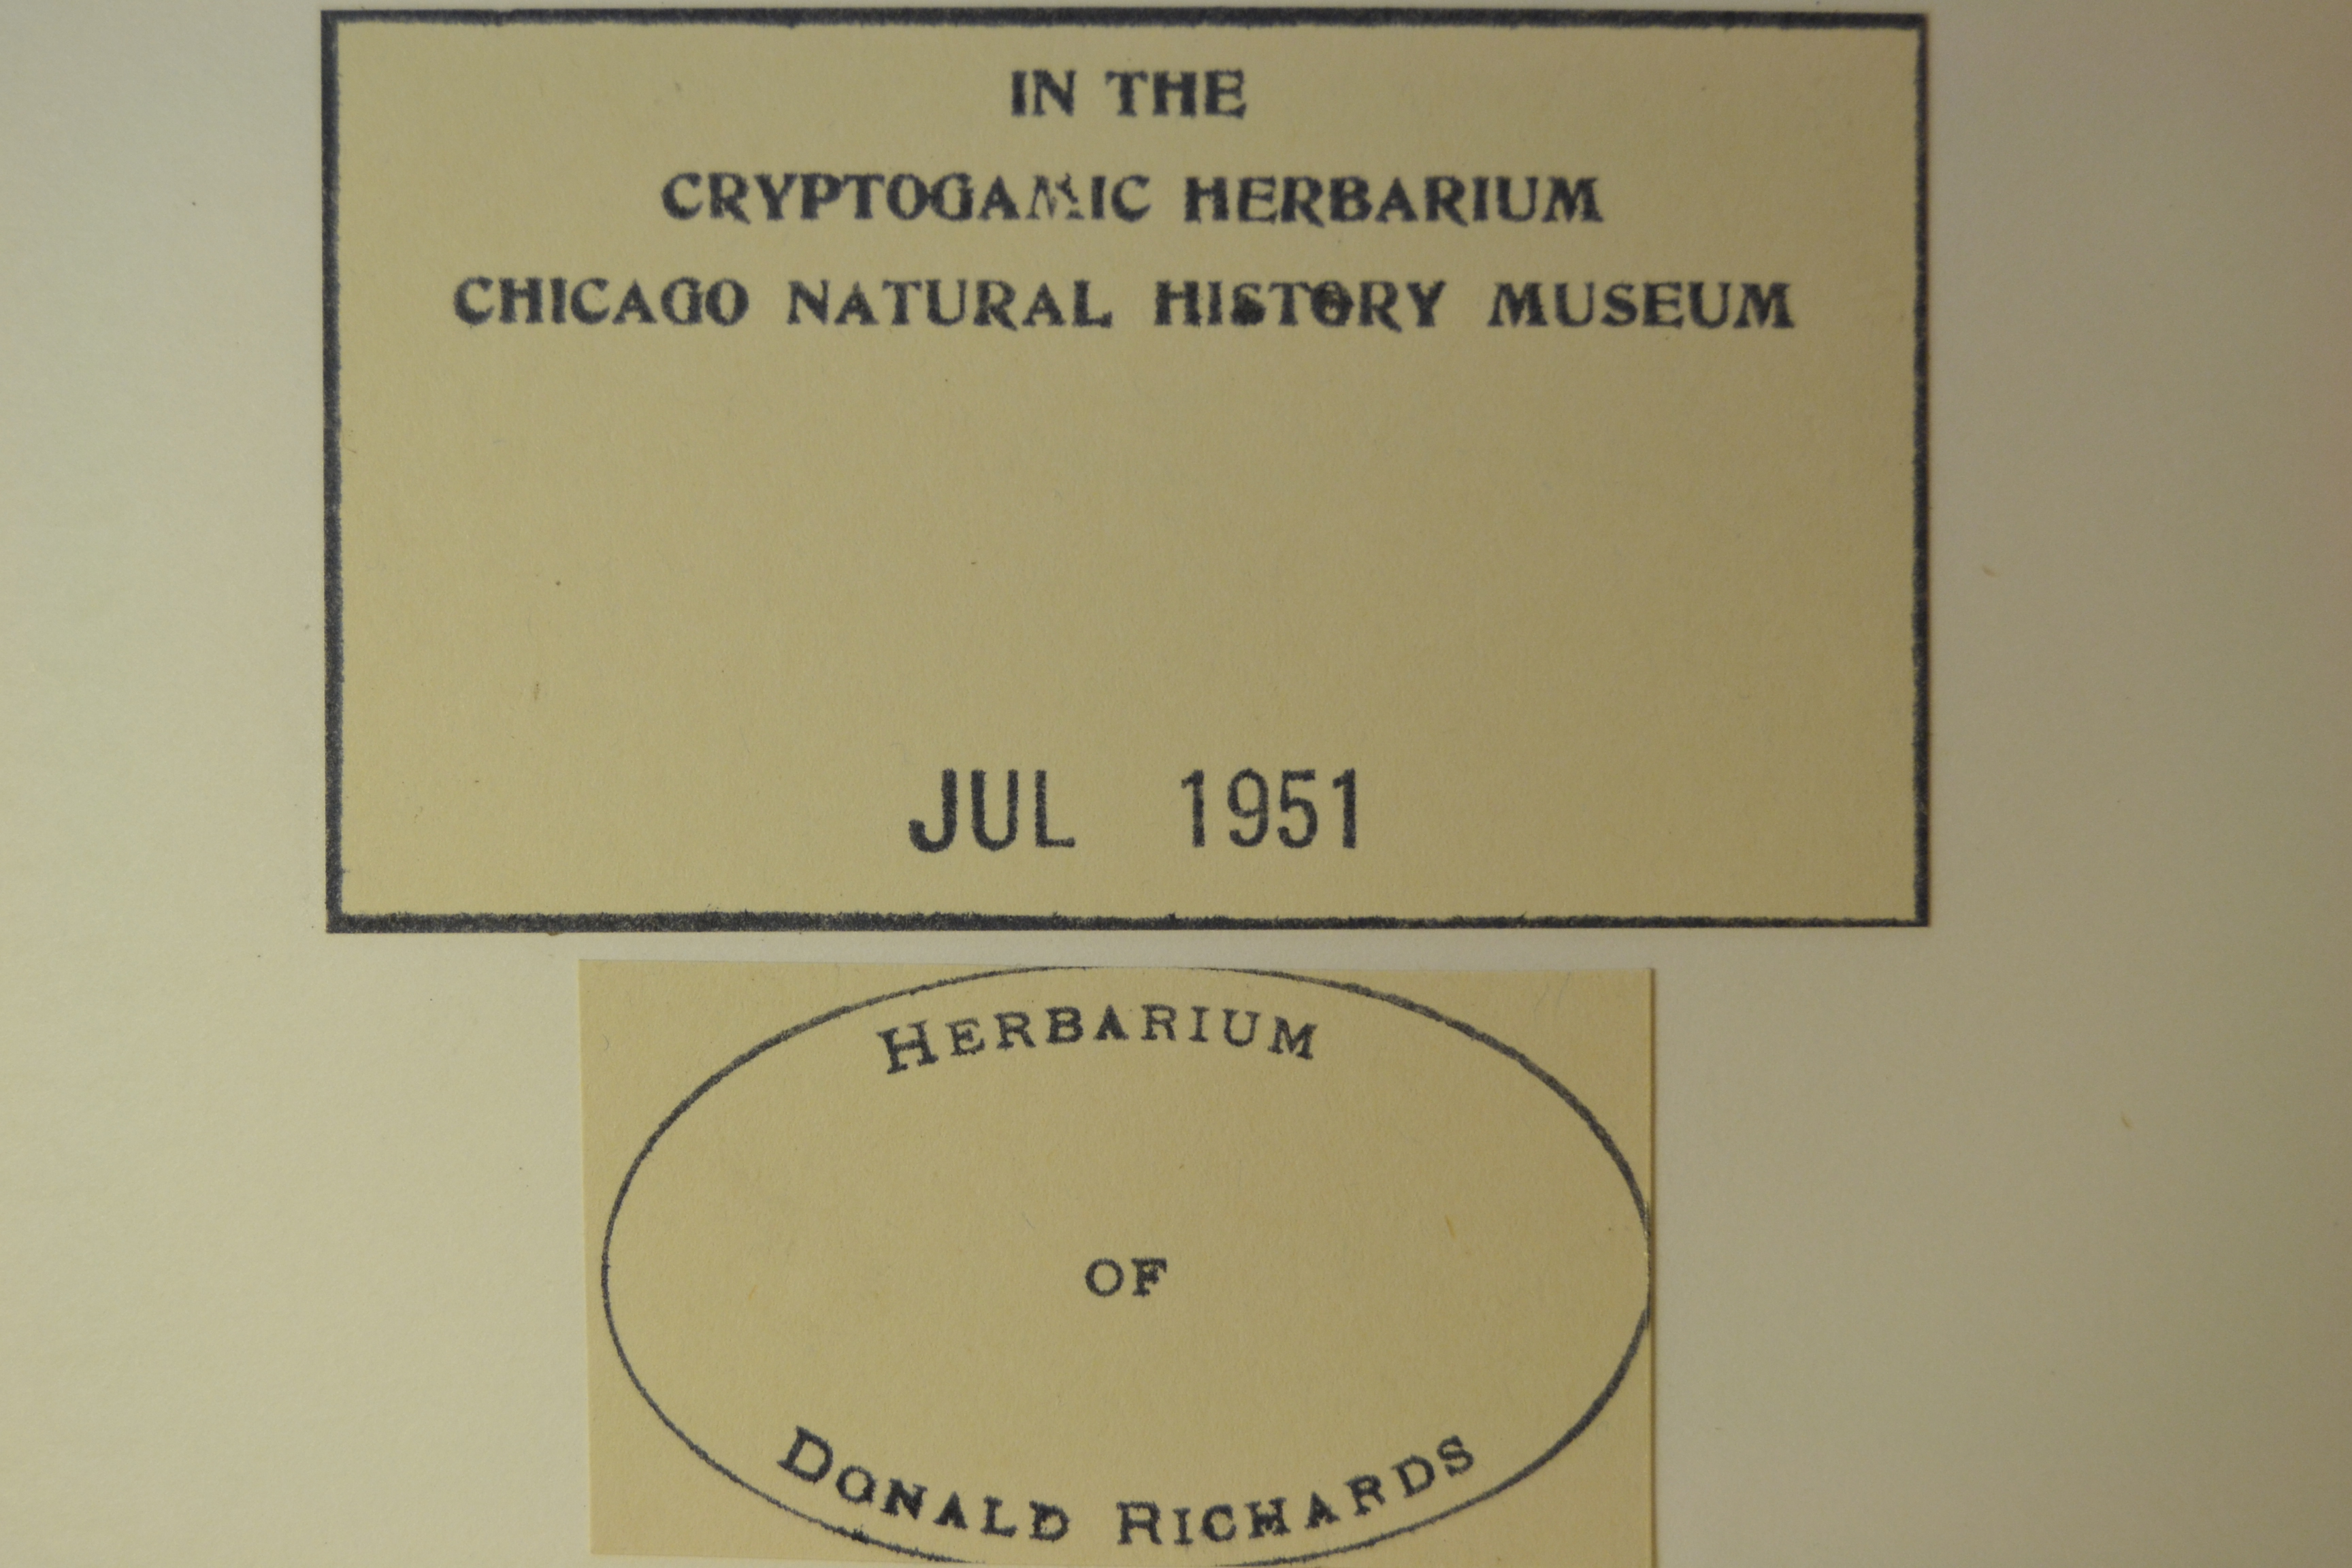 IN THE
CRYPTOGAMIC HERBARIUM
CHICAGO NATURAL HISTORY MUSEUM
JUL 1951
HERBARIUM
OF
DONALD RICHARDS